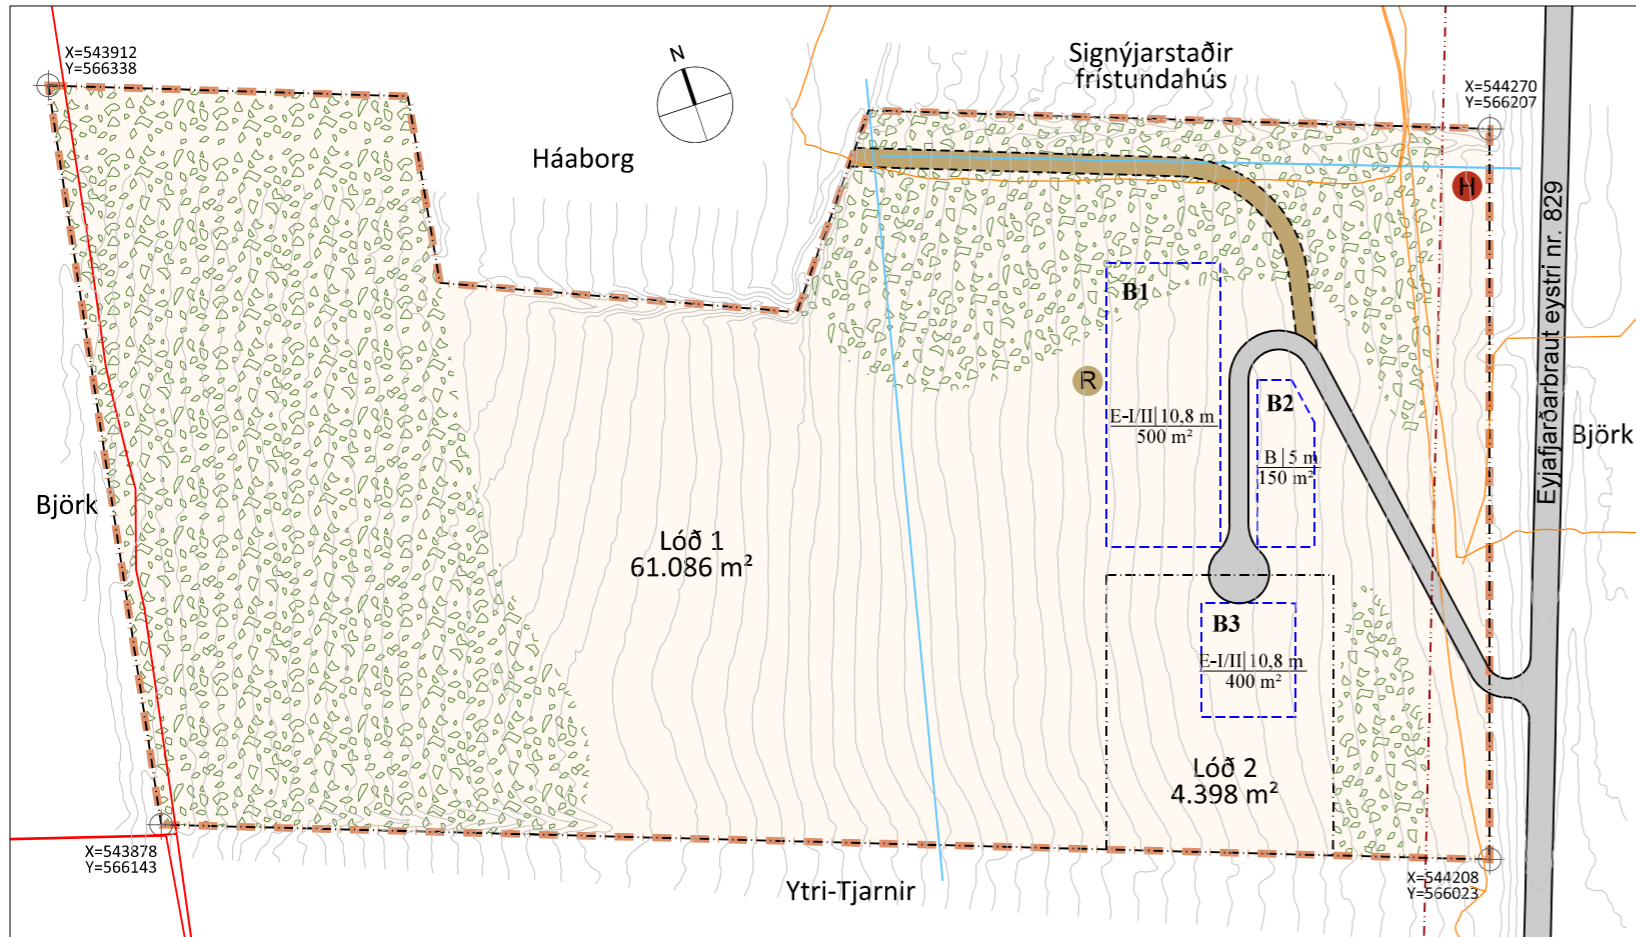 X=543912
Y=566338
N
Signýjarstaðir
frístundahús
X=544270
Y=566207
Háaborg
H
Eyjafjarðarbraut eystri nr. 829
B1
R
B2
E-I/II|10,8 m
500 m²
B|5 m
150 m²
Björk
Björk
Lóð 1
61.086 m²
B3
E-I/II|10,8 m
400 m²
Lóð 2
4.398 m²
X=543878
Y=566143
Ytri-Tjarnir
X=544208
Y=566023